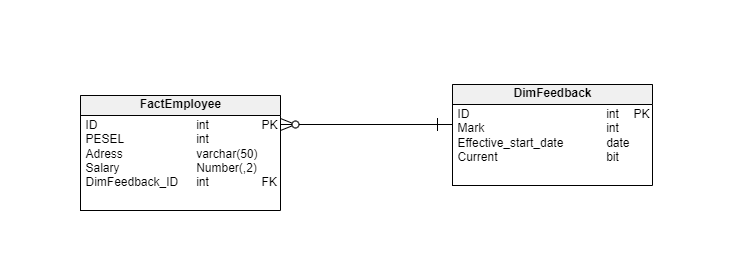 FactEmployee
ID int PK
PESEL int
Adress varchar(50)
Salary Number(,2)
DimFeedback_ID int FK
DimFeedback
ID int PK
Mark int
Effective_start_date date
Current bit